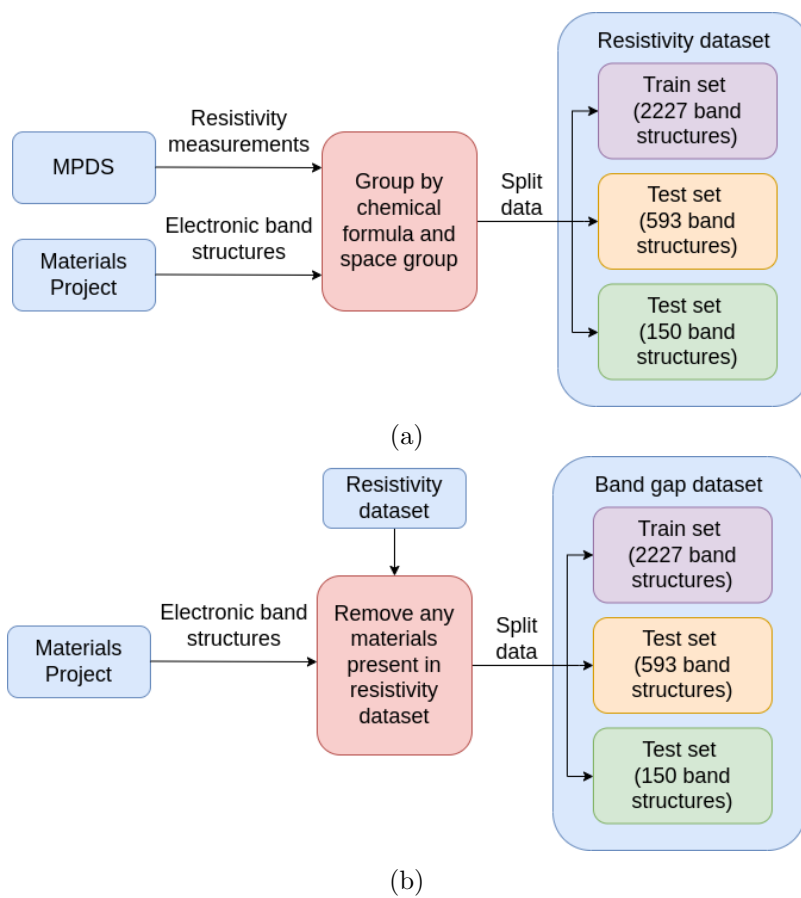 Resistivity dataset
Train set
(2227 band
structures)
Resistivity
measurements
MPDS
Group by
chemical
formula and
space group
Split
data
Test set
(593 band
structures)
Electronic band
structures
Materials
Project
Test set
(150 band
structures)
(a)
Resistivity
dataset
Band gap dataset
Train set
(2227 band
structures)
Electronic band
structures
Materials
Project
Remove any
materials
present in
resistivity
dataset
Split
data
Test set
(593 band
structures)
Test set
(150 band
structures)
(b)